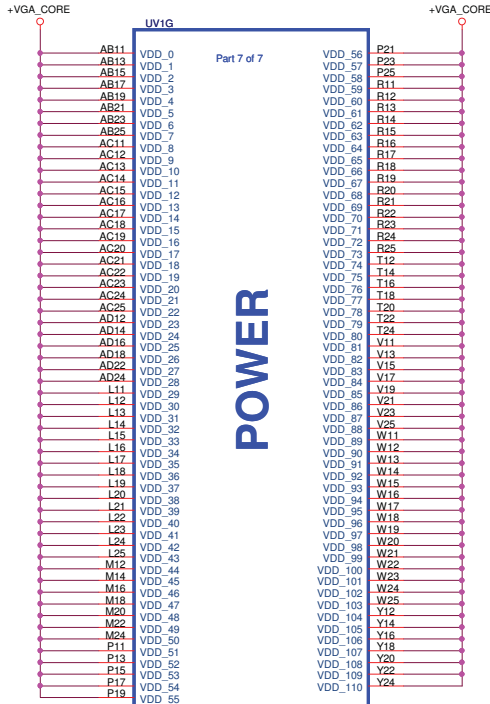 +VGA_CORE
+VGA_CORE
UV1G
Part 7 of 7
AB11 VDD_0
AB13 VDD_1
AB15 VDD_2
AB17 VDD_3
AB19 VDD_4
AB21 VDD_5
AB23 VDD_6
AB25 VDD_7
AC11 VDD_8
AC12 VDD_9
AC13 VDD_10
AC14 VDD_11
AC15 VDD_12
AC16 VDD_13
AC17 VDD_14
AC18 VDD_15
AC19 VDD_16
AC20 VDD_17
AC21 VDD_18
AC22 VDD_19
AC23 VDD_20
AC24 VDD_21
AC25 VDD_22
AD12 VDD_23
AD14 VDD_24
AD16 VDD_25
AD18 VDD_26
AD22 VDD_27
AD24 VDD_28
L11 VDD_29
L12 VDD_30
L13 VDD_31
L14 VDD_32
L15 VDD_33
L16 VDD_34
L17 VDD_35
L18 VDD_36
L19 VDD_37
L20 VDD_38
L21 VDD_39
L22 VDD_40
L23 VDD_41
L24 VDD_42
L25 VDD_43
M12 VDD_44
M14 VDD_45
M16 VDD_46
M18 VDD_47
M20 VDD_48
M22 VDD_49
M24 VDD_50
P11 VDD_51
P13 VDD_52
P15 VDD_53
P17 VDD_54
P19 VDD_55
POWER
VDD_56 P21
VDD_57 P23
VDD_58 P25
VDD_59 R11
VDD_60 R12
VDD_61 R13
VDD_62 R14
VDD_63 R15
VDD_64 R16
VDD_65 R17
VDD_66 R18
VDD_67 R19
VDD_68 R20
VDD_69 R21
VDD_70 R22
VDD_71 R23
VDD_72 R24
VDD_73 R25
VDD_74 T12
VDD_75 T14
VDD_76 T16
VDD_77 T18
VDD_78 T20
VDD_79 T22
VDD_80 T24
VDD_81 V11
VDD_82 V13
VDD_83 V15
VDD_84 V17
VDD_85 V19
VDD_86 V21
VDD_87 V23
VDD_88 V25
VDD_89 W11
VDD_90 W12
VDD_91 W13
VDD_92 W14
VDD_93 W15
VDD_94 W16
VDD_95 W17
VDD_96 W18
VDD_97 W19
VDD_98 W20
VDD_99 W21
VDD_100 W22
VDD_101 W23
VDD_102 W24
VDD_103 W25
VDD_104 Y12
VDD_105 Y14
VDD_106 Y16
VDD_107 Y18
VDD_108 Y20
VDD_109 Y22
VDD_110 Y24